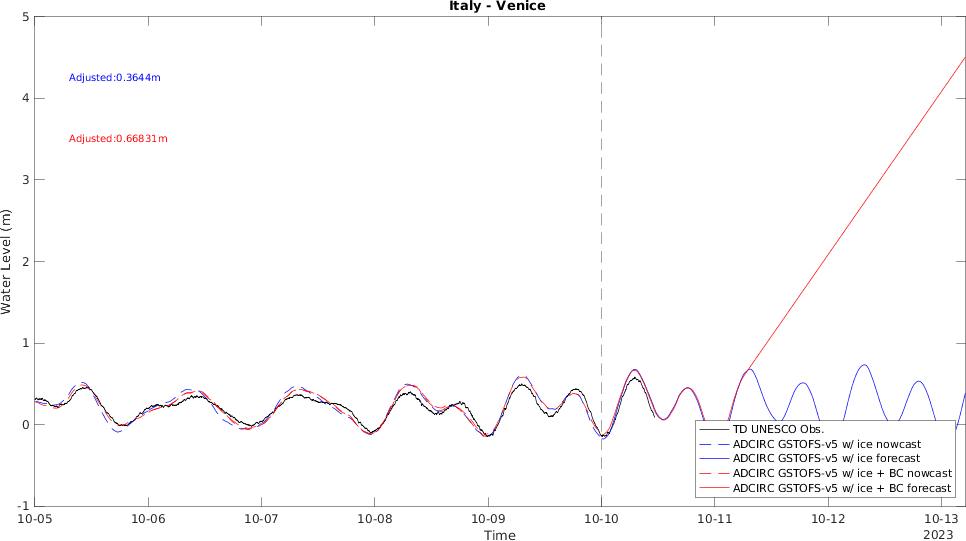 Italy - Venice
5
4
3
2
1
0
-1
Water Level (m)
Adjusted:0.3644m
Adjusted:0.66831m
TD UNESCO Obs.
ADCIRC GSTOFS-v5 w/ ice nowcast
ADCIRC GSTOFS-v5 w/ ice forecast
ADCIRC GSTOFS-v5 w/ ice + BC nowcast
ADCIRC GSTOFS-v5 w/ ice + BC forecast
10-05 10-06 10-07 10-08 10-09 10-10 10-11 10-12 10-13
Time
2023